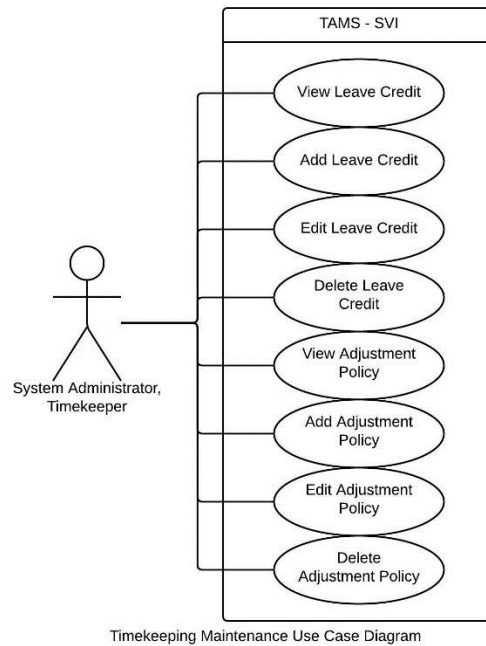 TAMS - SVI
View Leave Credit
Add Leave Credit
Edit Leave Credit
Delete Leave
Credit
View Adjustment
Policy
Add Adjustment
Policy
Edit Adjustment
Policy
Delete
Adjustment Policy
System Administrator,
Timekeeper
Timekeeping Maintenance Use Case Diagram